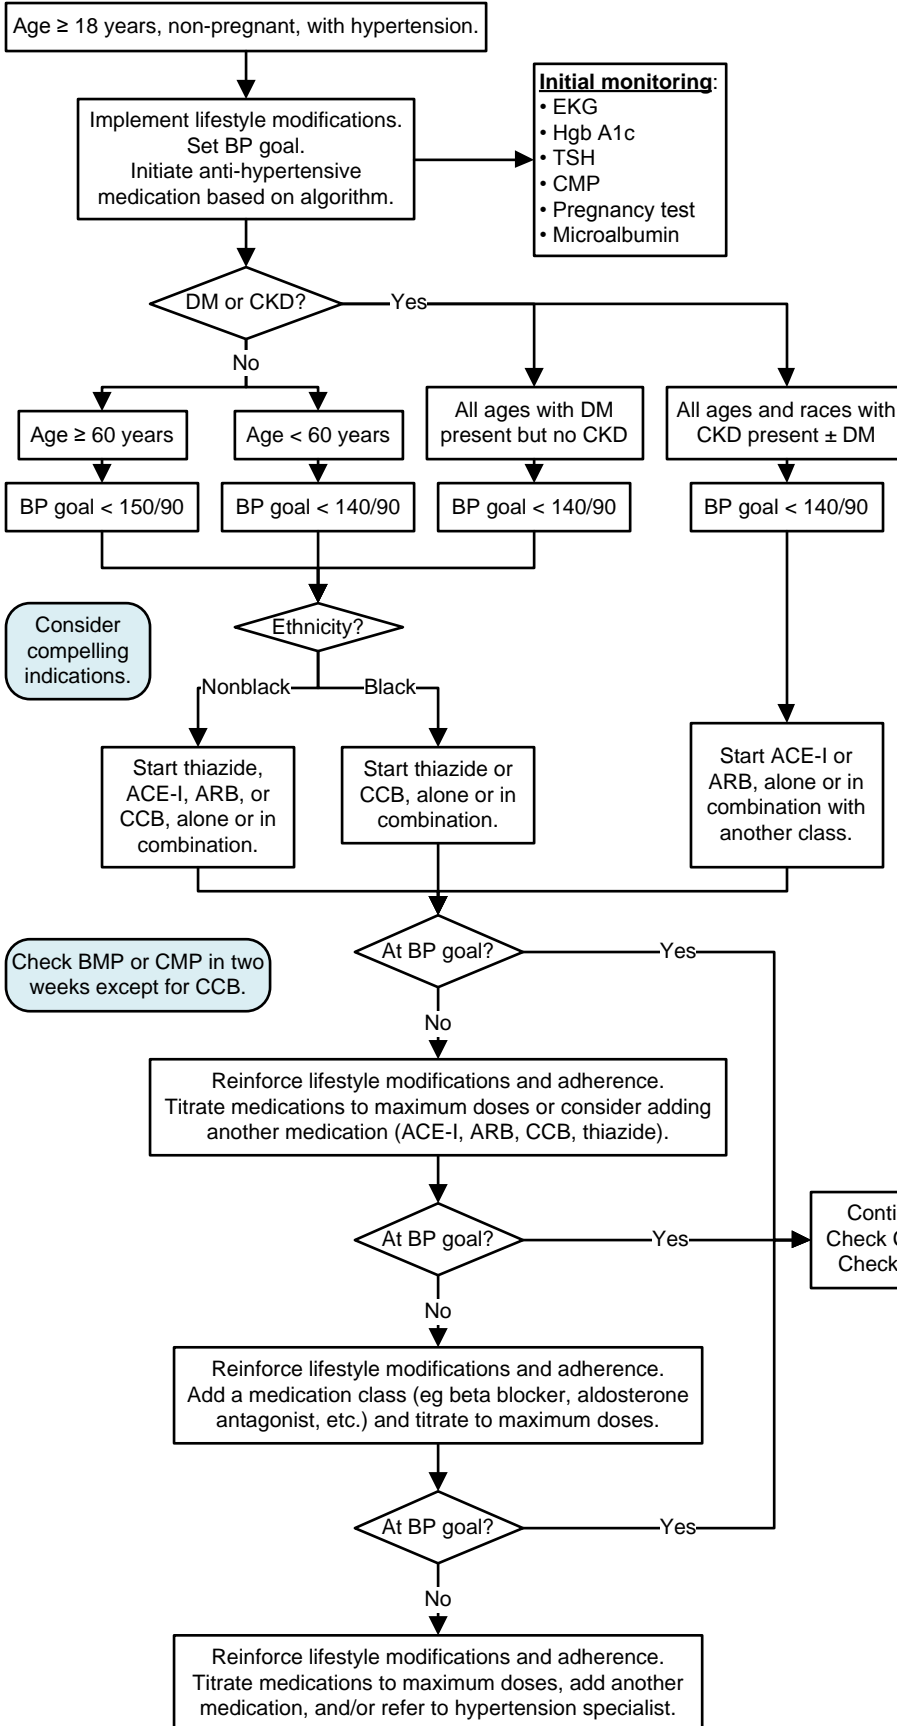 Age ≥ 18 years, non-pregnant, with hypertension.
Implement lifestyle modifications.
Set BP goal.
Initiate anti-hypertensive
medication based on algorithm.
Initial monitoring:
• EKG
• Hgb A1c
• TSH
• CMP
• Pregnancy test
• Microalbumin
DM or CKD?
Yes
No
Age ≥ 60 years
Age < 60 years
All ages with DM
present but no CKD
All ages and races with
CKD present ± DM
BP goal < 150/90
BP goal < 140/90
BP goal < 140/90
BP goal < 140/90
Consider
compelling
indications.
Ethnicity?
Nonblack
Black
Start thiazide,
ACE-I, ARB, or
CCB, alone or in
combination.
Start thiazide or
CCB, alone or in
combination.
Start ACE-I or
ARB, alone or in
combination with
another class.
At BP goal?
Yes
Check BMP or CMP in two
weeks except for CCB.
No
Reinforce lifestyle modifications and adherence.
Titrate medications to maximum doses or consider adding
another medication (ACE-I, ARB, CCB, thiazide).
At BP goal?
Yes
Conti
Check
Check
No
Reinforce lifestyle modifications and adherence.
Add a medication class (eg beta blocker, aldosterone
antagonist, etc.) and titrate to maximum doses.
At BP goal?
Yes
No
Reinforce lifestyle modifications and adherence.
Titrate medications to maximum doses, add another
medication, and/or refer to hypertension specialist.